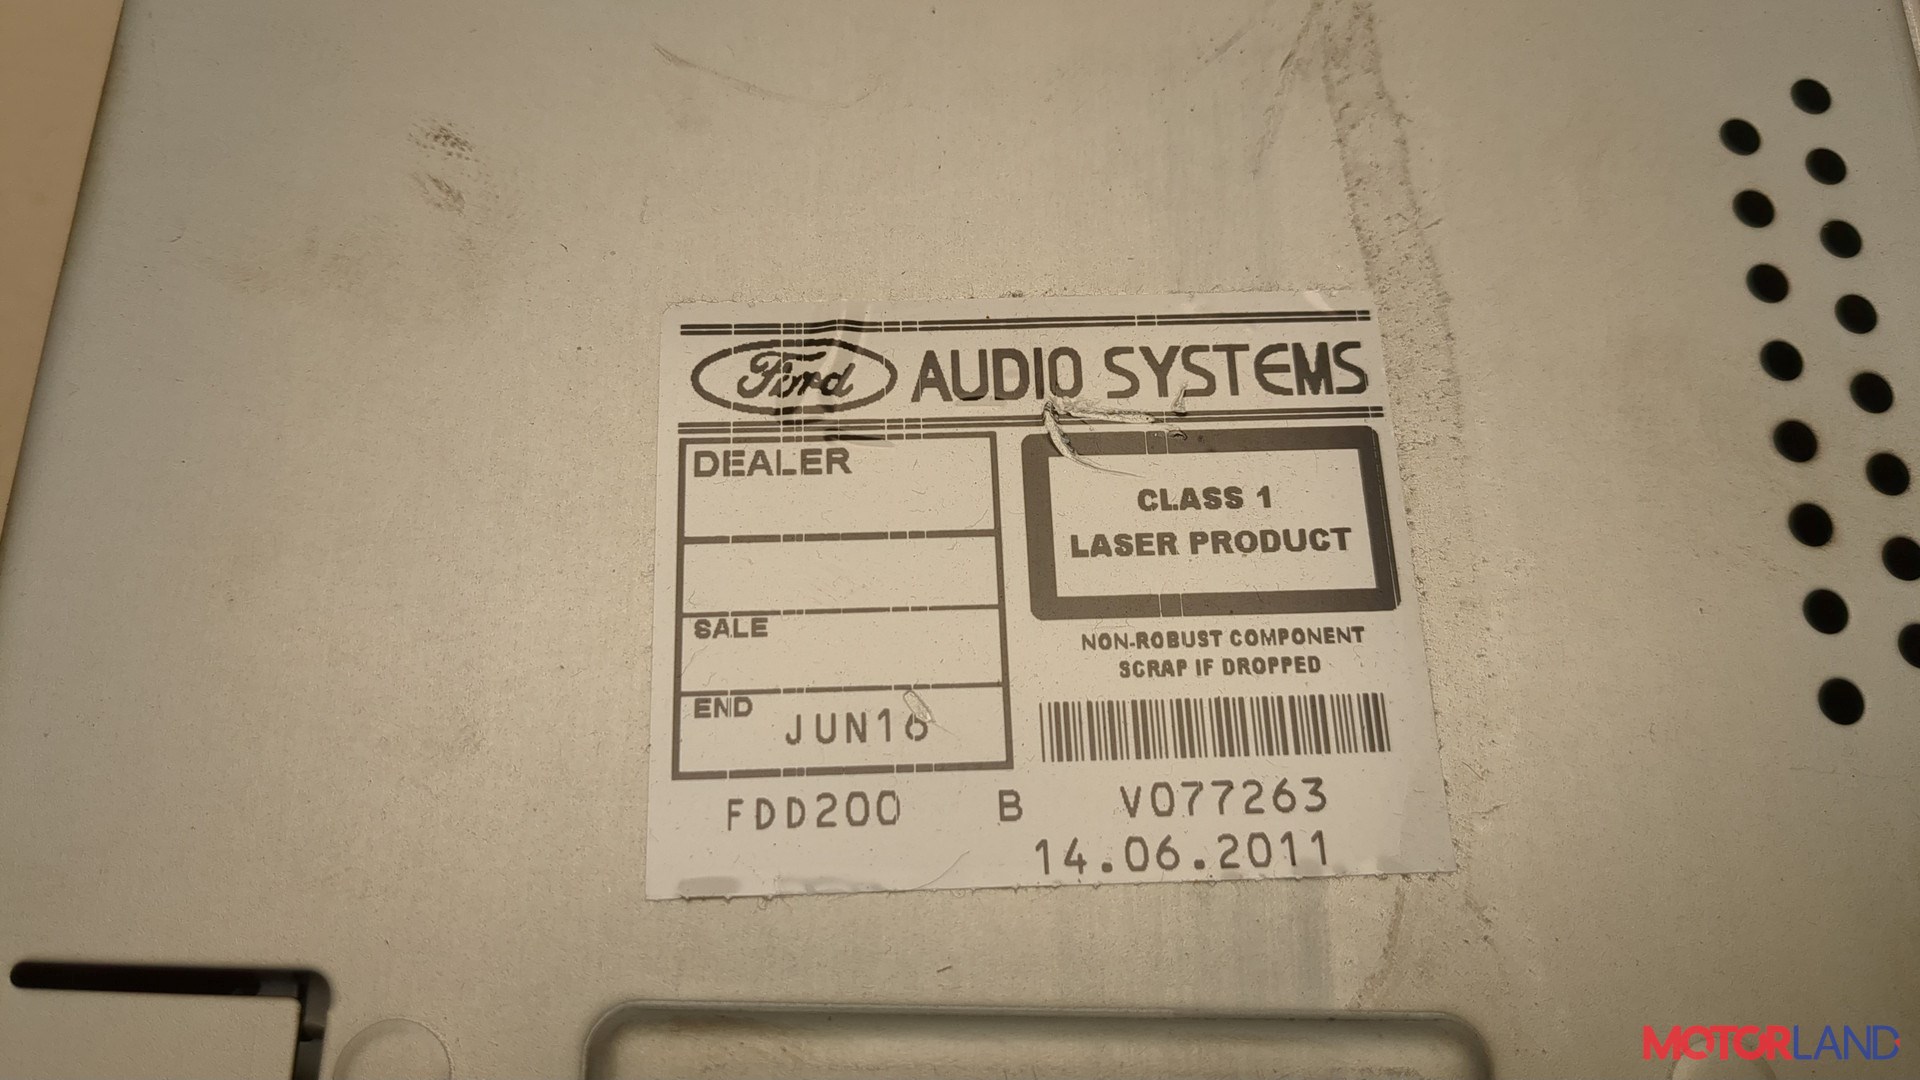 Ford AUDIO SYSTEMS
DEALER
SALE
END JUN16
CLASS 1
LASER PRODUCT
NON-ROBUST COMPONENT
SCRAP IF DROPPED
FDD200 B V077263
14.06.2011
MOTORLAND